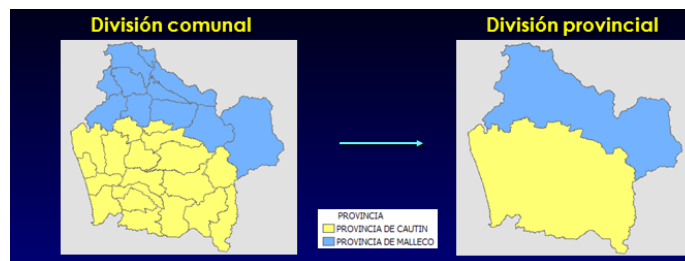 División comunal
División provincial
PROVINCIA
PROVINCIA DE CAUTIN
PROVINCIA DE MALLECO